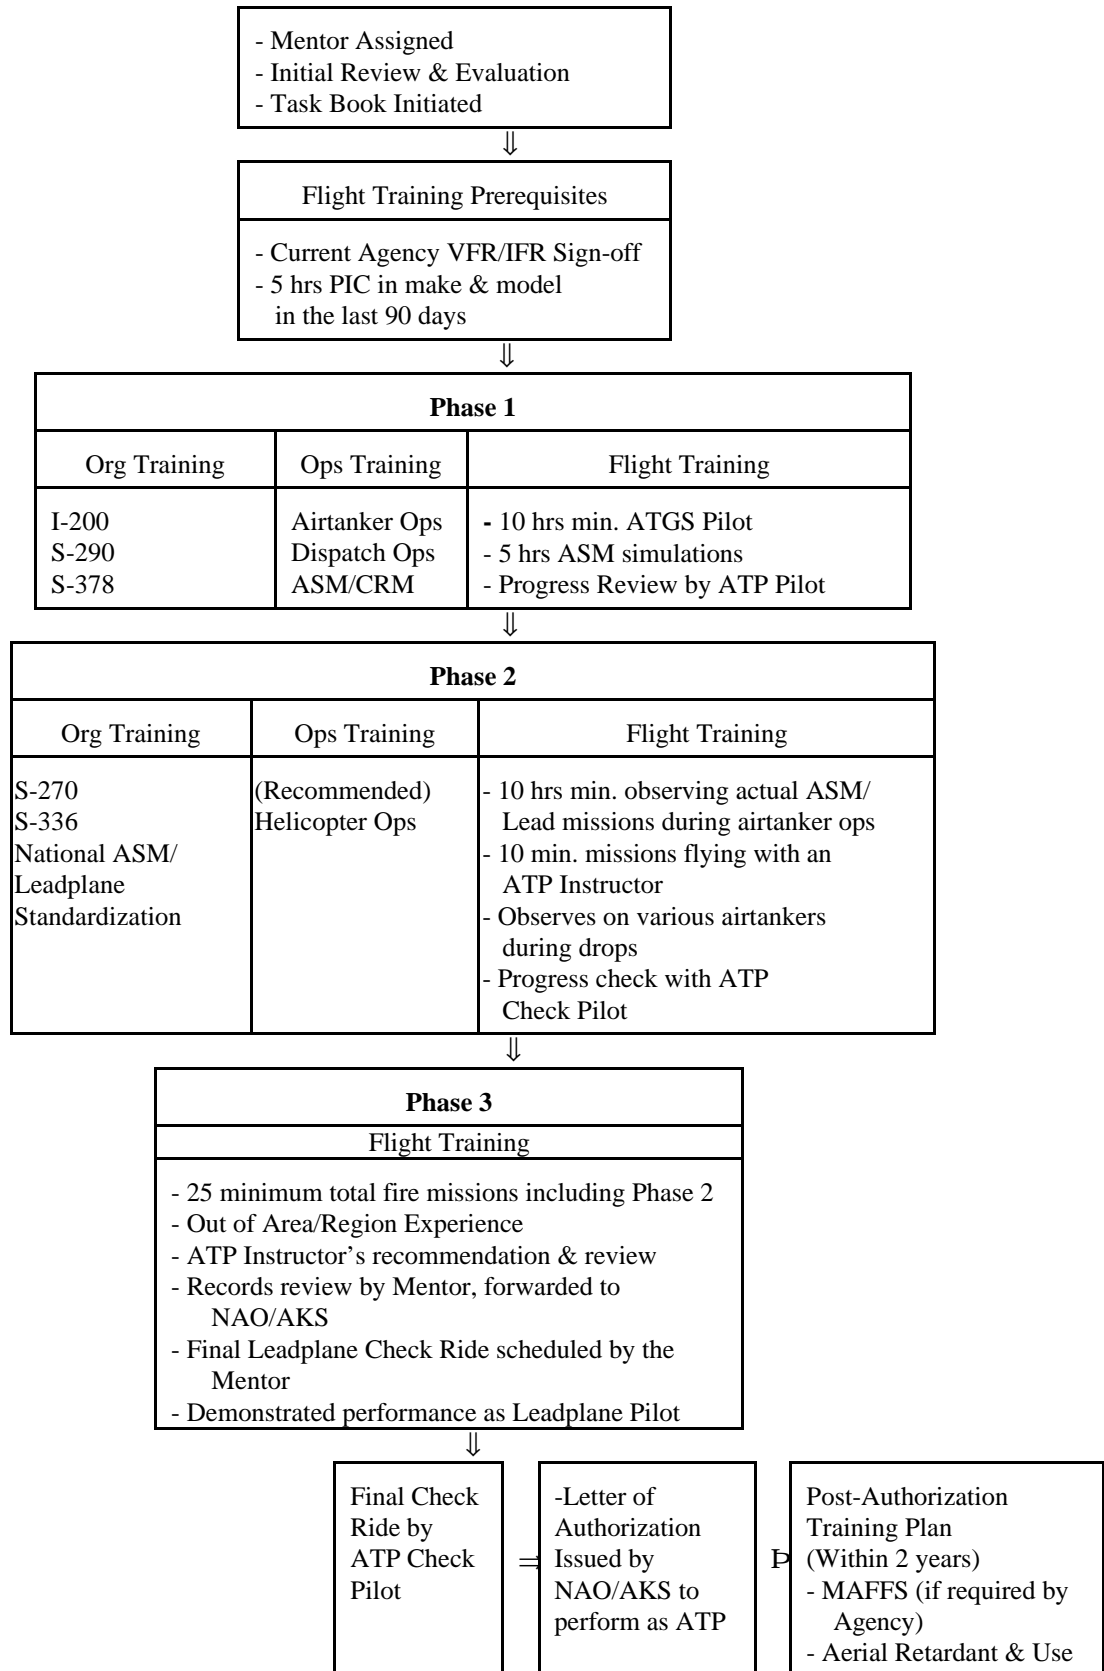 - Mentor Assigned
- Initial Review & Evaluation
- Task Book Initiated
⇓
Flight Training Prerequisites
- Current Agency VFR/IFR Sign-off
- 5 hrs PIC in make & model
in the last 90 days
⇓
Phase 1
Org Training
Ops Training
Flight Training
I-200
S-290
S-378
Airtanker Ops
Dispatch Ops
ASM/CRM
- 10 hrs min. ATGS Pilot
- 5 hrs ASM simulations
- Progress Review by ATP Pilot
⇓
Phase 2
Org Training
Ops Training
Flight Training
S-270
S-336
National ASM/
Leadplane
Standardization
(Recommended)
Helicopter Ops
- 10 hrs min. observing actual ASM/
Lead missions during airtanker ops
- 10 min. missions flying with an
ATP Instructor
- Observes on various airtankers
during drops
- Progress check with ATP
Check Pilot
⇓
Phase 3
Flight Training
- 25 minimum total fire missions including Phase 2
- Out of Area/Region Experience
- ATP Instructor’s recommendation & review
- Records review by Mentor, forwarded to
NAO/AKS
- Final Leadplane Check Ride scheduled by the
Mentor
- Demonstrated performance as Leadplane Pilot
⇓
Final Check
Ride by
ATP Check
Pilot
⇒
-Letter of
Authorization
Issued by
NAO/AKS to
perform as ATP
Þ
Post-Authorization
Training Plan
(Within 2 years)
- MAFFS (if required by
Agency)
- Aerial Retardant & Use